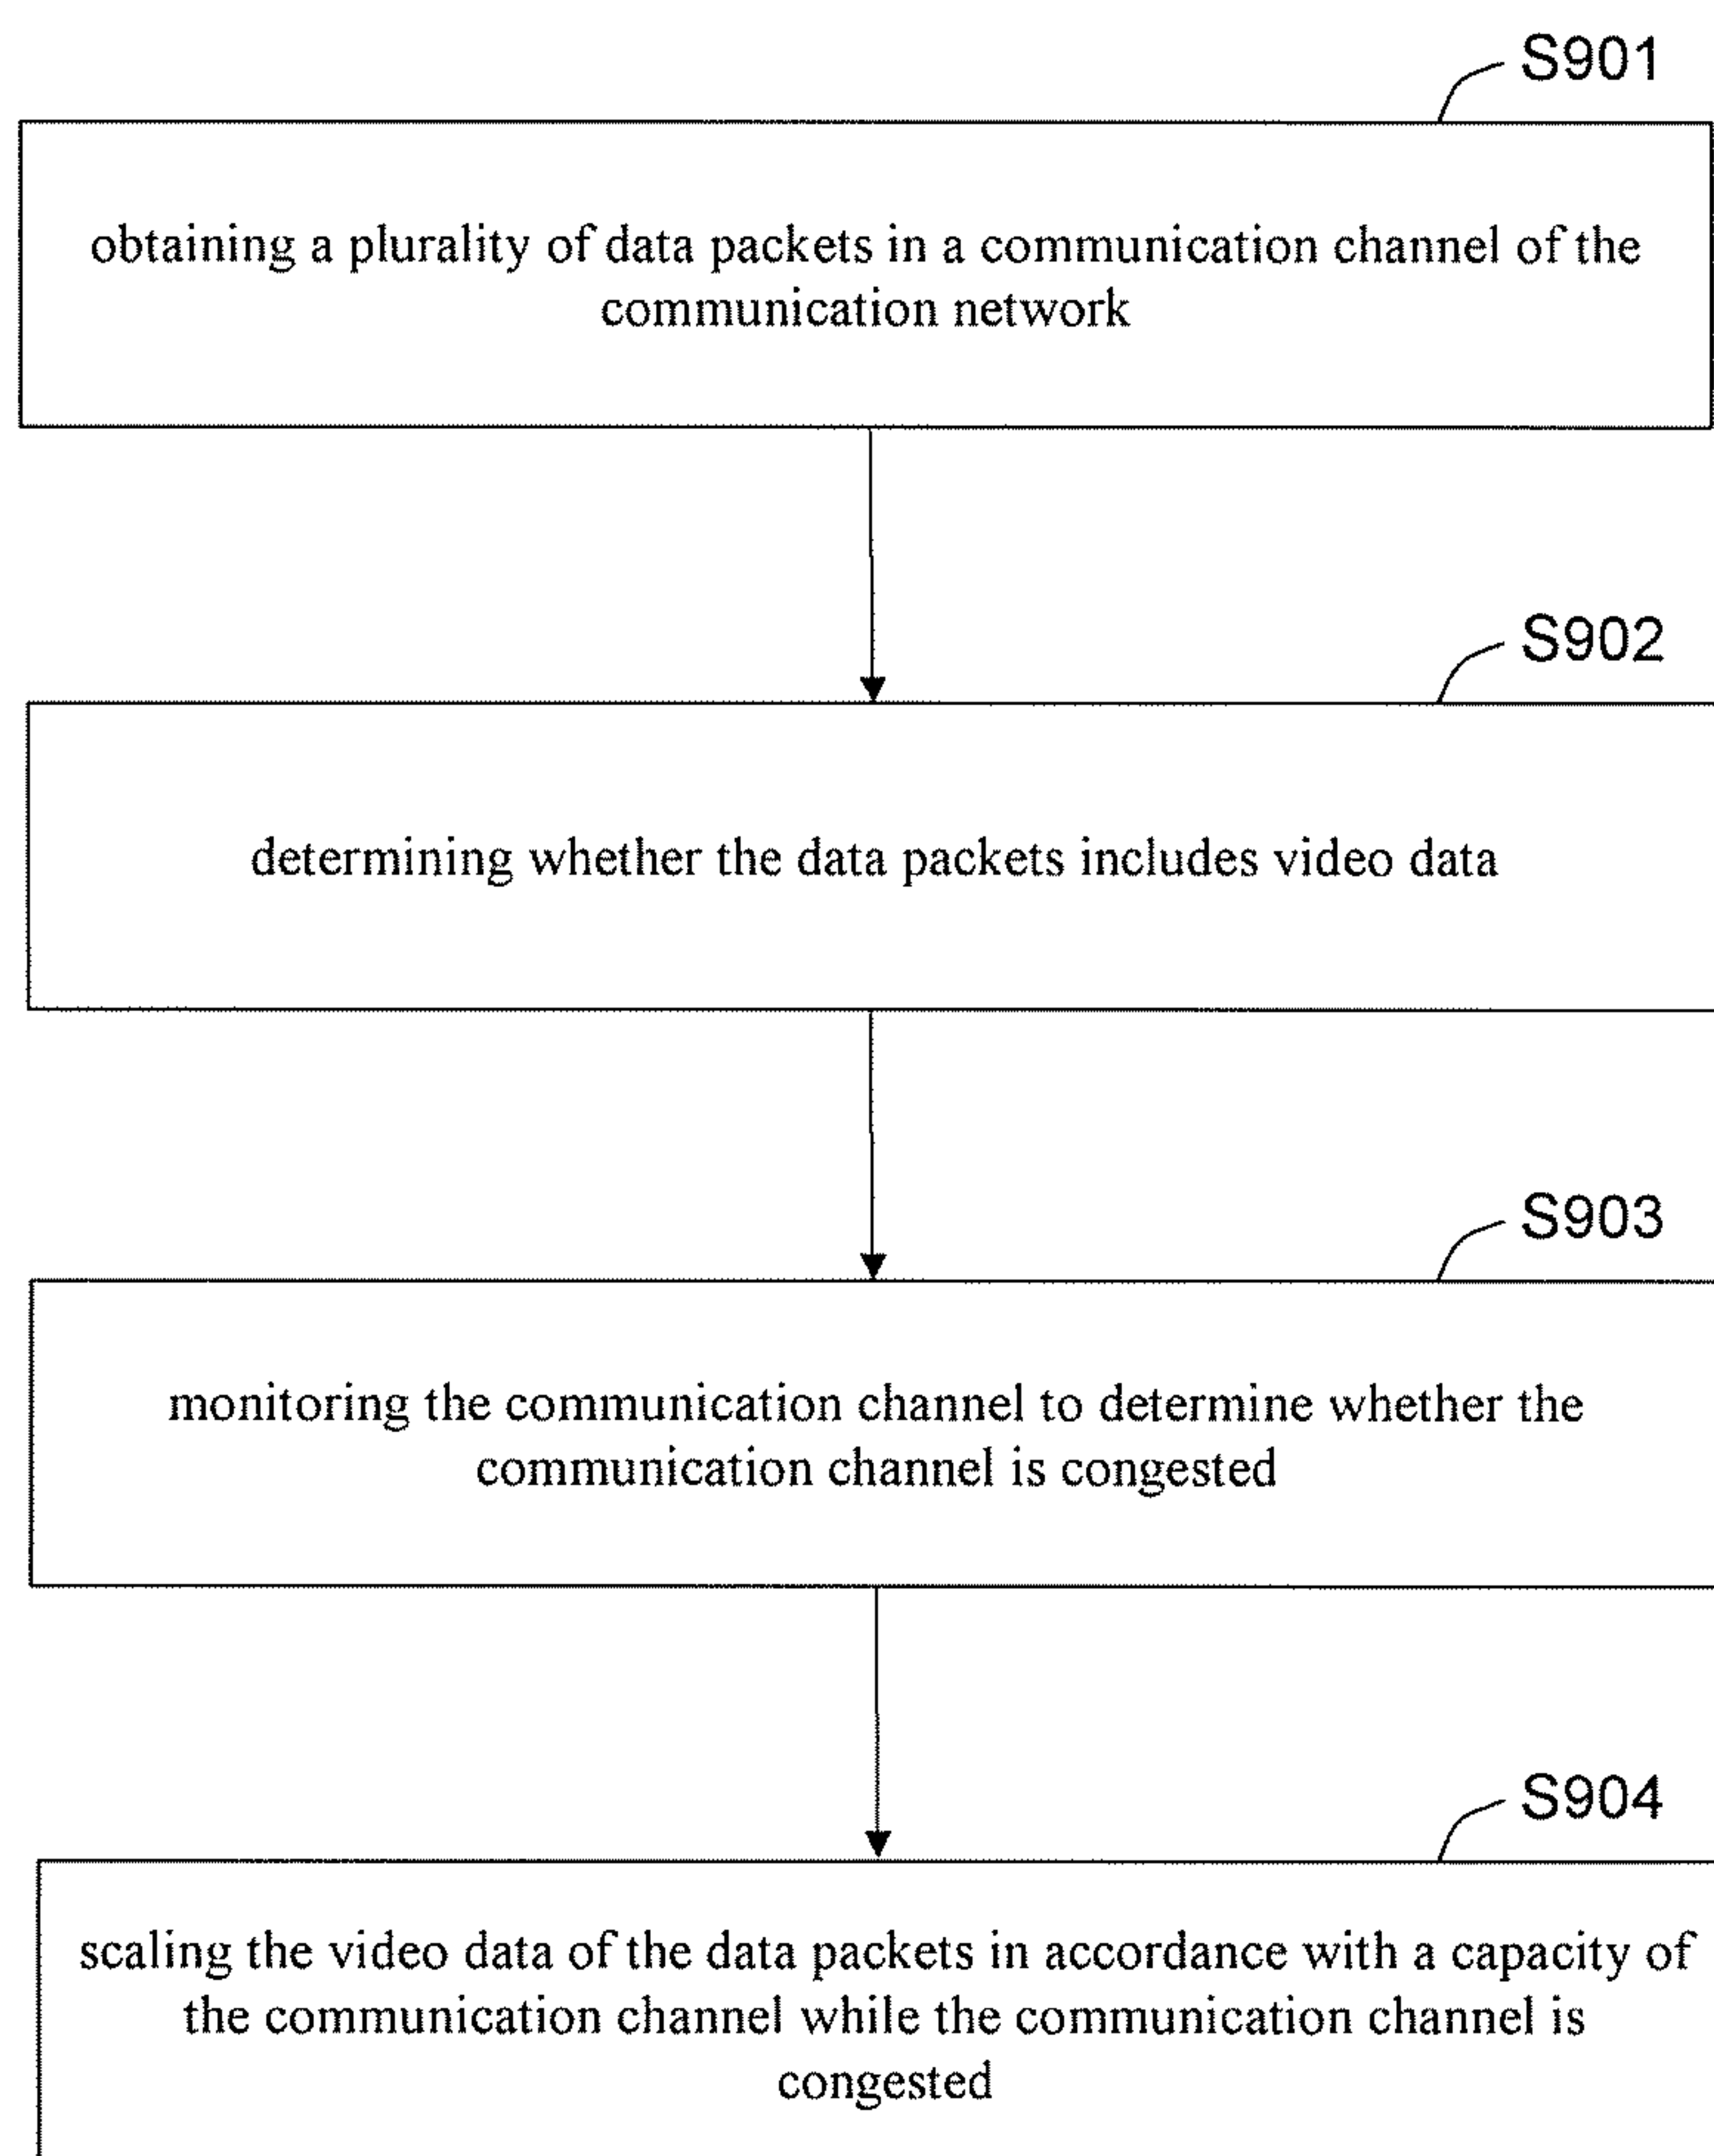 S901
obtaining a plurality of data packets in a communication channel of the
communication network
S902
determining whether the data packets includes video data
S903
monitoring the communication channel to determine whether the
communication channel is congested
S904
scaling the video data of the data packets in accordance with a capacity of
the communication channel while the communication channel is
congested